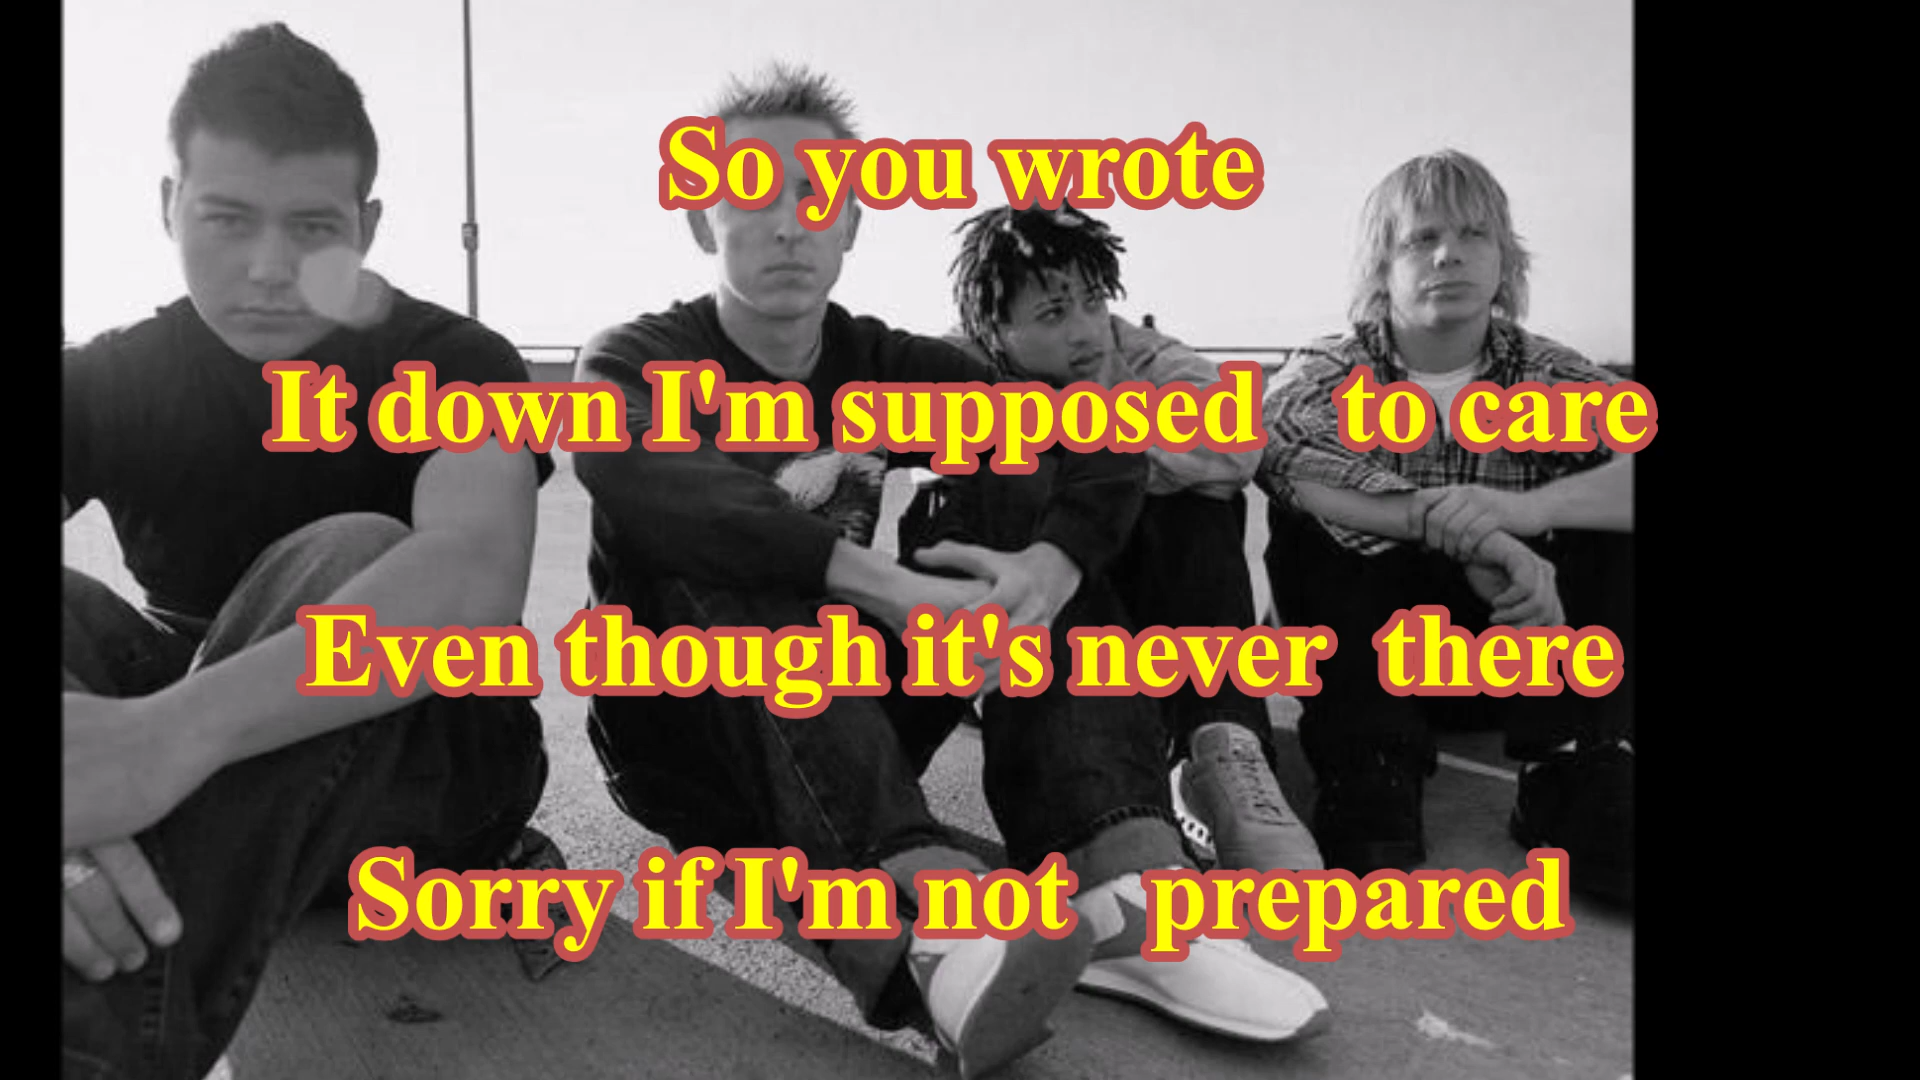 So you wrote
It down I'm supposed to care
Even though it's never there
Sorry if I'm not prepared